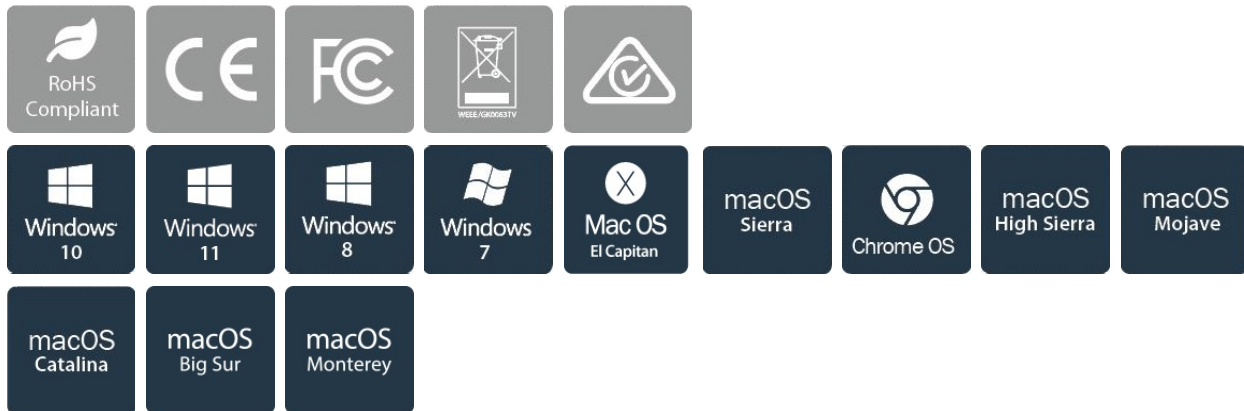 RoHS
Compliant
CE
FC
WEEE/GK0063TV
Windows
10
Windows
11
Windows
8
Windows
7
X
Mac OS
El Capitan
macOS
Sierra
Chrome OS
macOS
High Sierra
macOS
Mojave
macOS
Catalina
macOS
Big Sur
macOS
Monterey